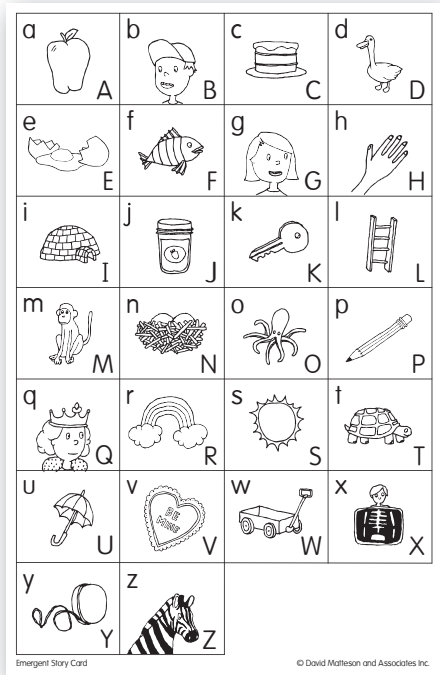 a A b B c C d D
e E f F g G h H
i I j J k K l L
m M n N o O p P
q Q r R s S t T
u U v BE MINE V w W x X
y Y z Z
Emergent Story Card © David Matteson and Associates Inc.